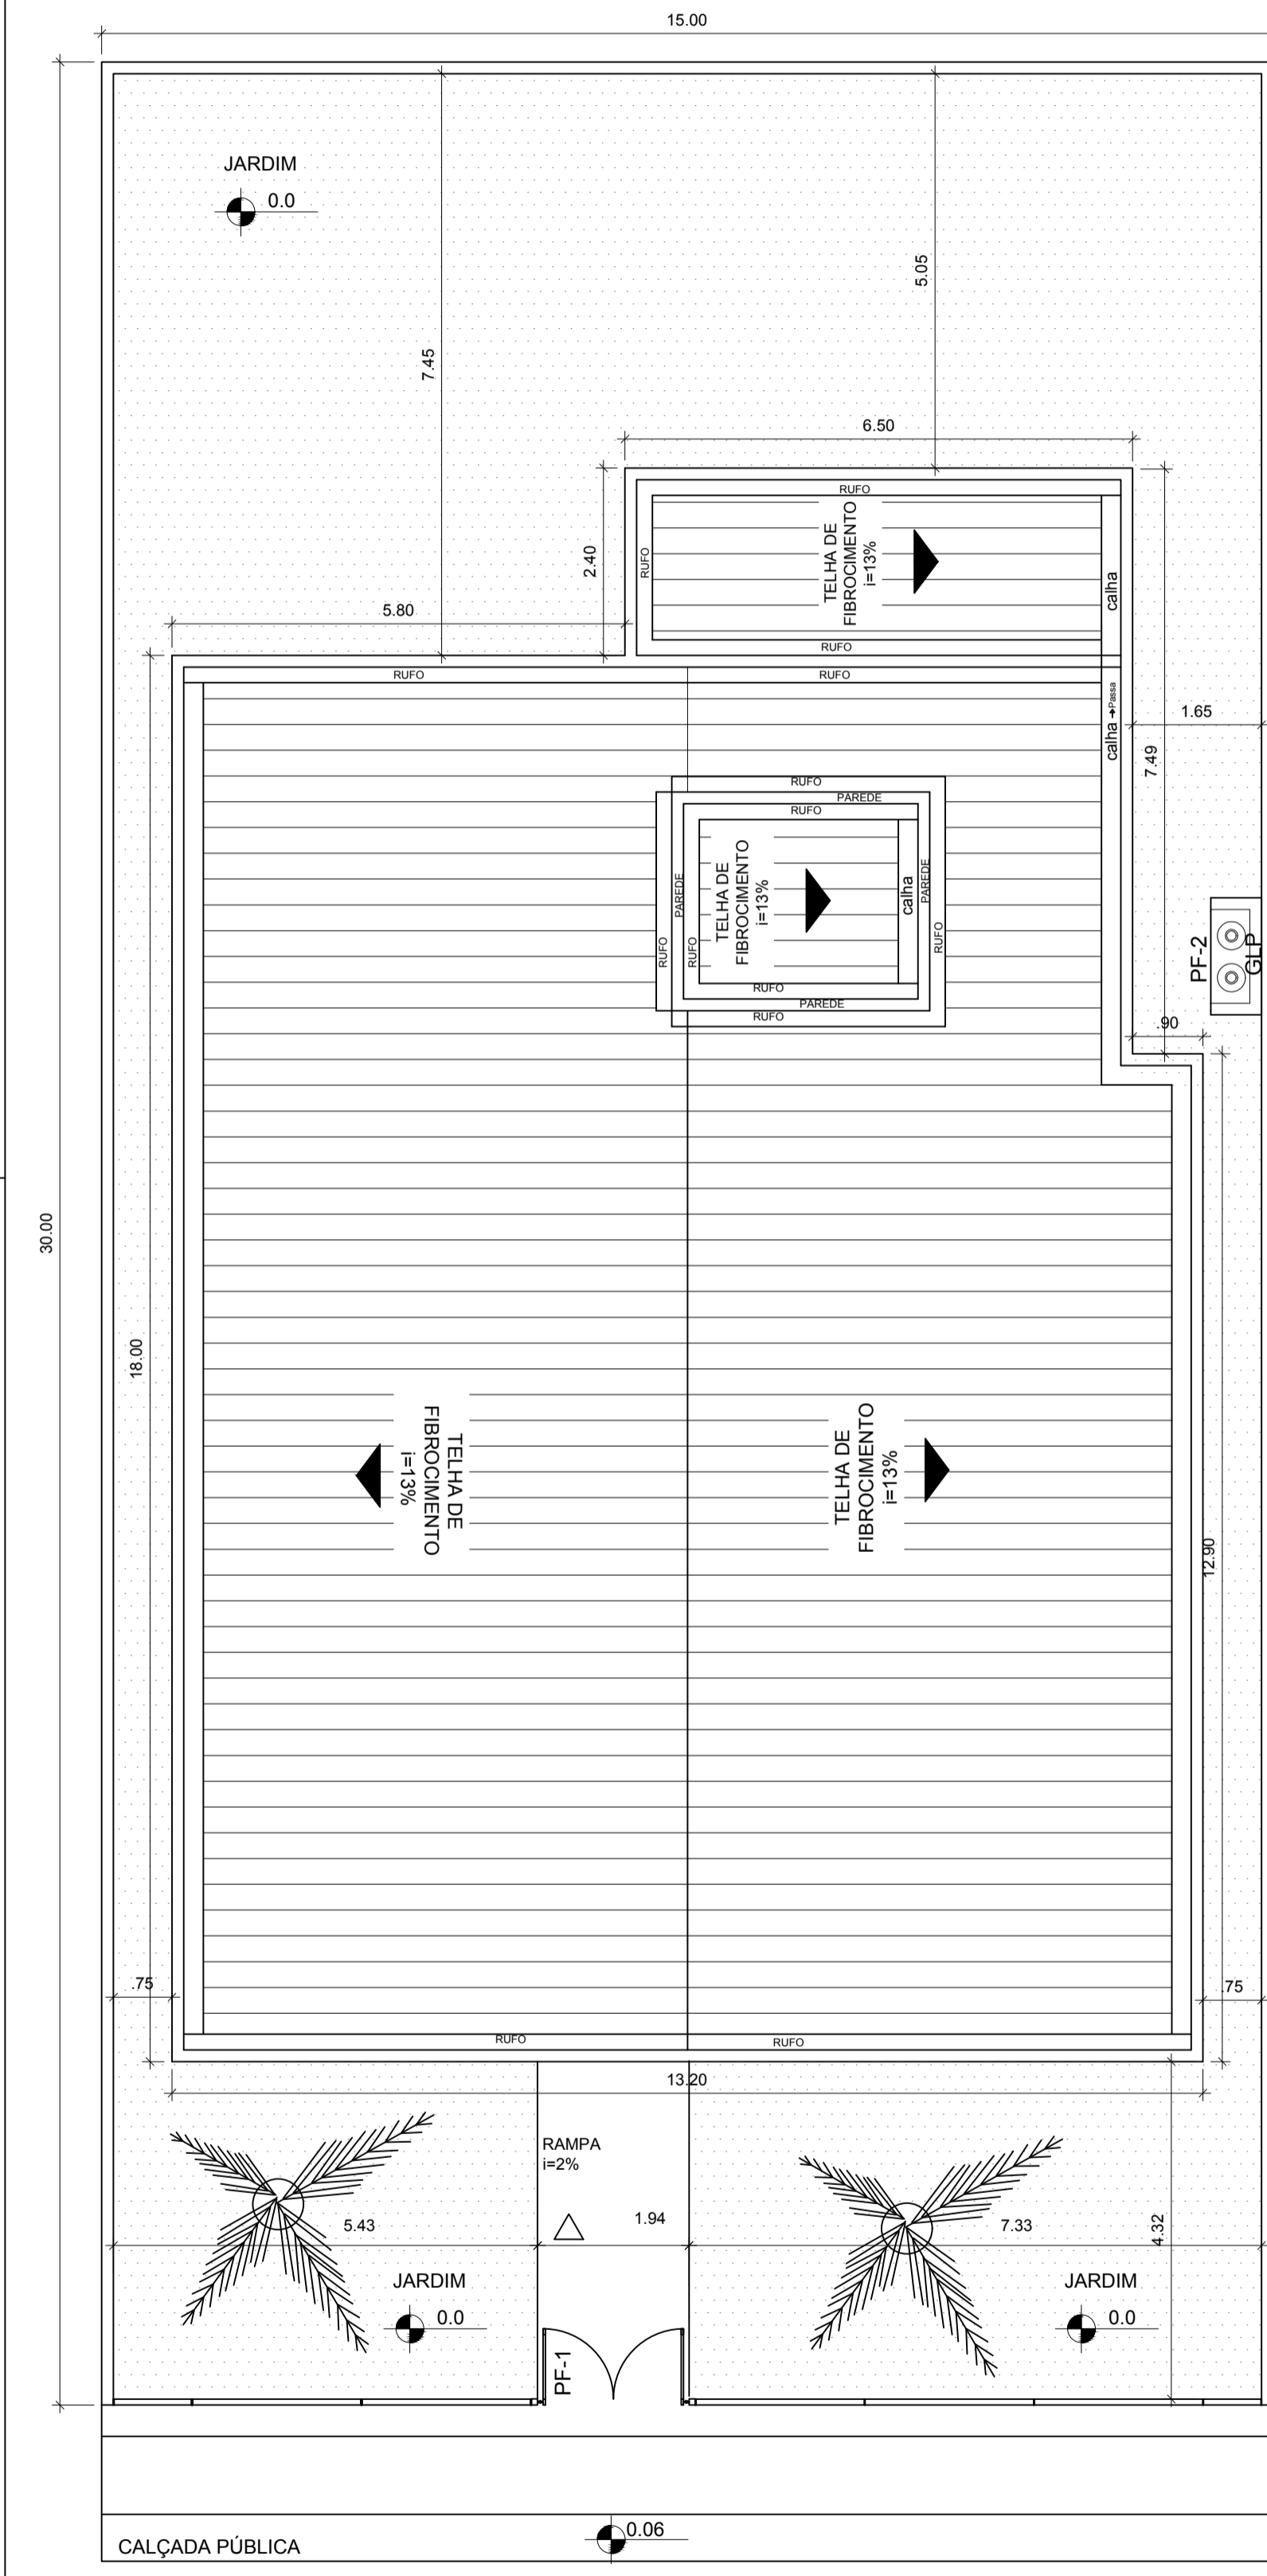 15.00
JARDIM
0.0
5.05
7.45
6.50
RUFO
TELHA DE
FIBROCIMENTO
i=13%
RUFO
2.40
calha
5.80
RUFO
RUFO
RUFO
calha
Passa
1.65
7.49
RUFO
PAREDE
RUFO
TELHA DE
FIBROCIMENTO
i=13%
PAREDE
calha
PAREDE
RUFO
RUFO
RUFO
PF-2
GLP
RUFO
PAREDE
RUFO
.90
30.00
18.00
TELHA DE
FIBROCIMENTO
i=13%
TELHA DE
FIBROCIMENTO
i=13%
12.90
.75
.75
RUFO
RUFO
13.20
RAMPA
i=2%
5.43
1.94
7.33
4.32
JARDIM
0.0
JARDIM
0.0
PF-1
CALÇADA PÚBLICA
0.06